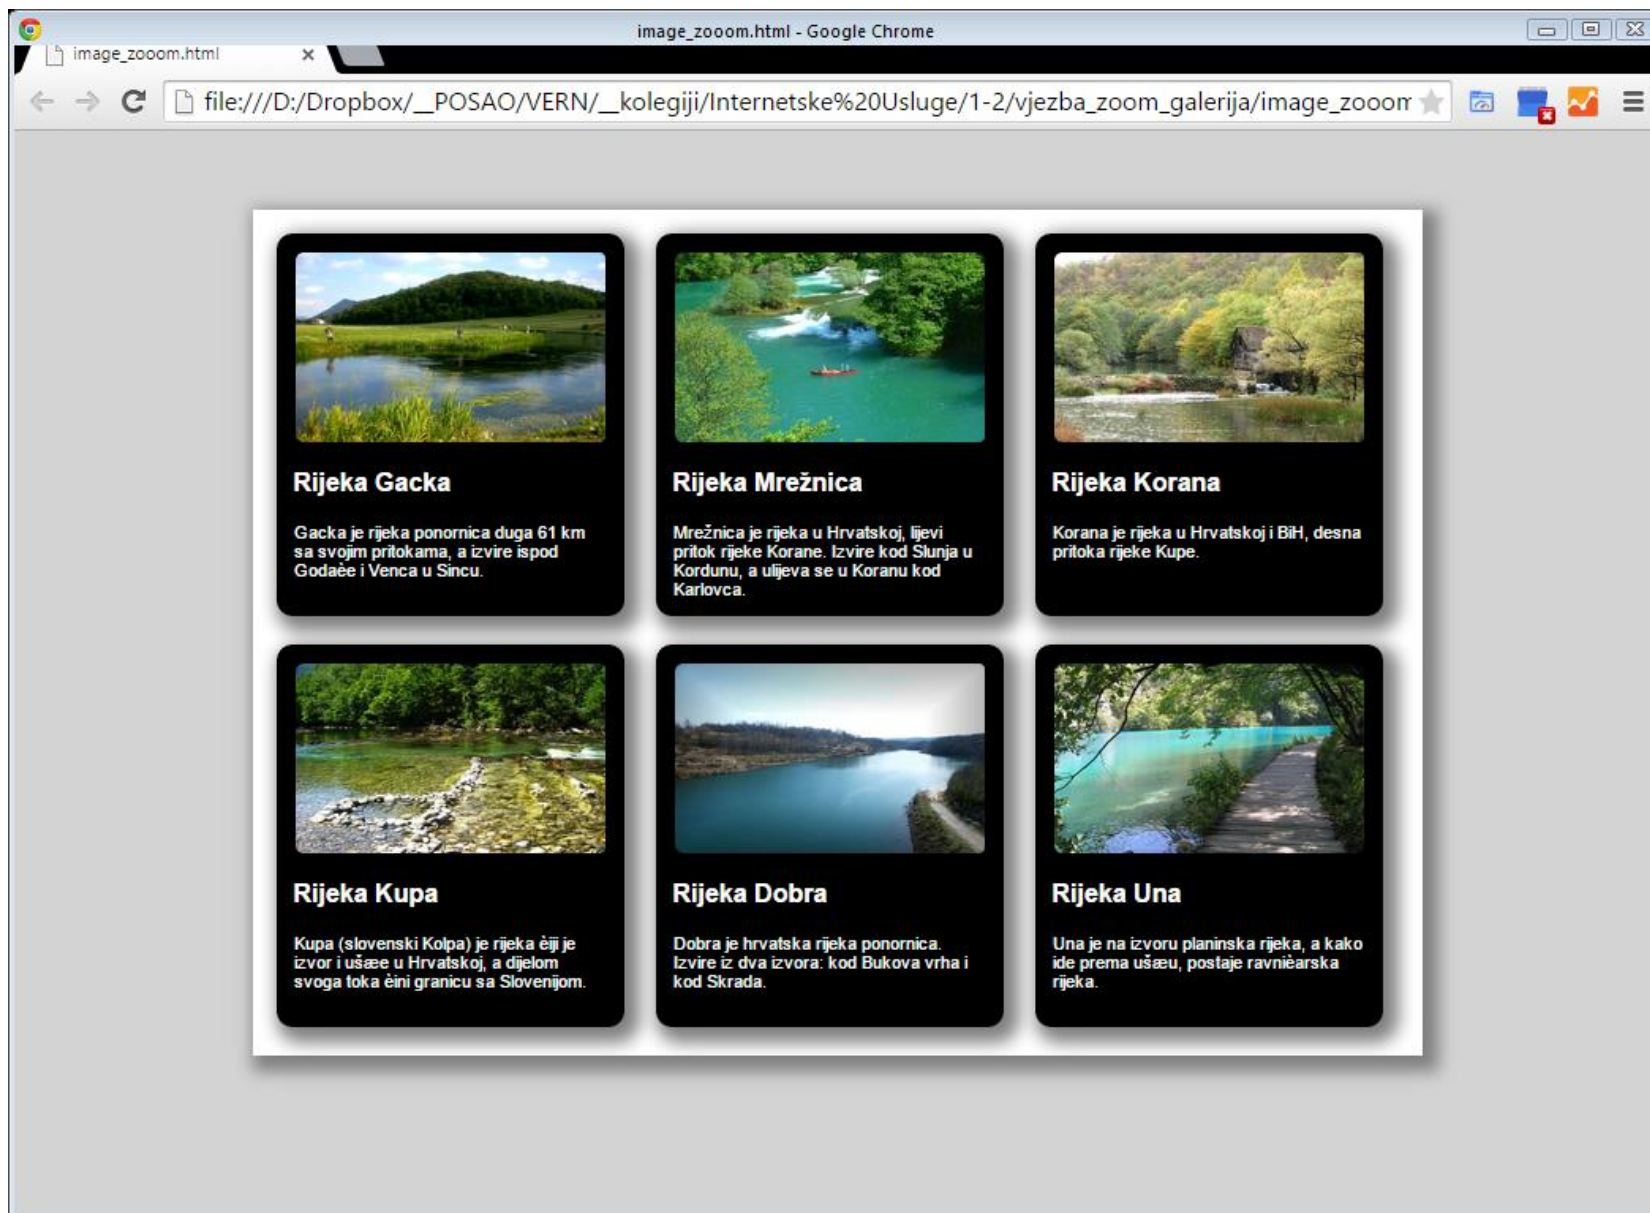 image_zooom.html - Google Chrome
image_zooom.html
file:///D:/Dropbox/__POSAO/VERN/__kolegiji/Internetske%20Usluge/1-2/vjezba_zoom_galerija/image_zooom
Rijeka Gacka
Gacka je rijeka ponornica duga 61 km
sa svojim pritokama, a izvire ispod
Godaèe i Venca u Sincu.
Rijeka Mrežnica
Mrežnica je rijeka u Hrvatskoj, lijevi
pritok rijeke Korane. Izvire kod Slunja u
Kordunu, a ulijeva se u Koranu kod
Karlovca.
Rijeka Korana
Korana je rijeka u Hrvatskoj i BiH, desna
pritoka rijeke Kupe.
Rijeka Kupa
Kupa (slovenski Kolpa) je rijeka èiji je
izvor i ušæe u Hrvatskoj, a dijelom
svoga toka èini granicu sa Slovenijom.
Rijeka Dobra
Dobra je hrvatska rijeka ponornica.
Izvire iz dva izvora: kod Bukova vrha i
kod Skrada.
Rijeka Una
Una je na izvoru planinska rijeka, a kako
ide prema ušæu, postaje ravnièarska
rijeka.